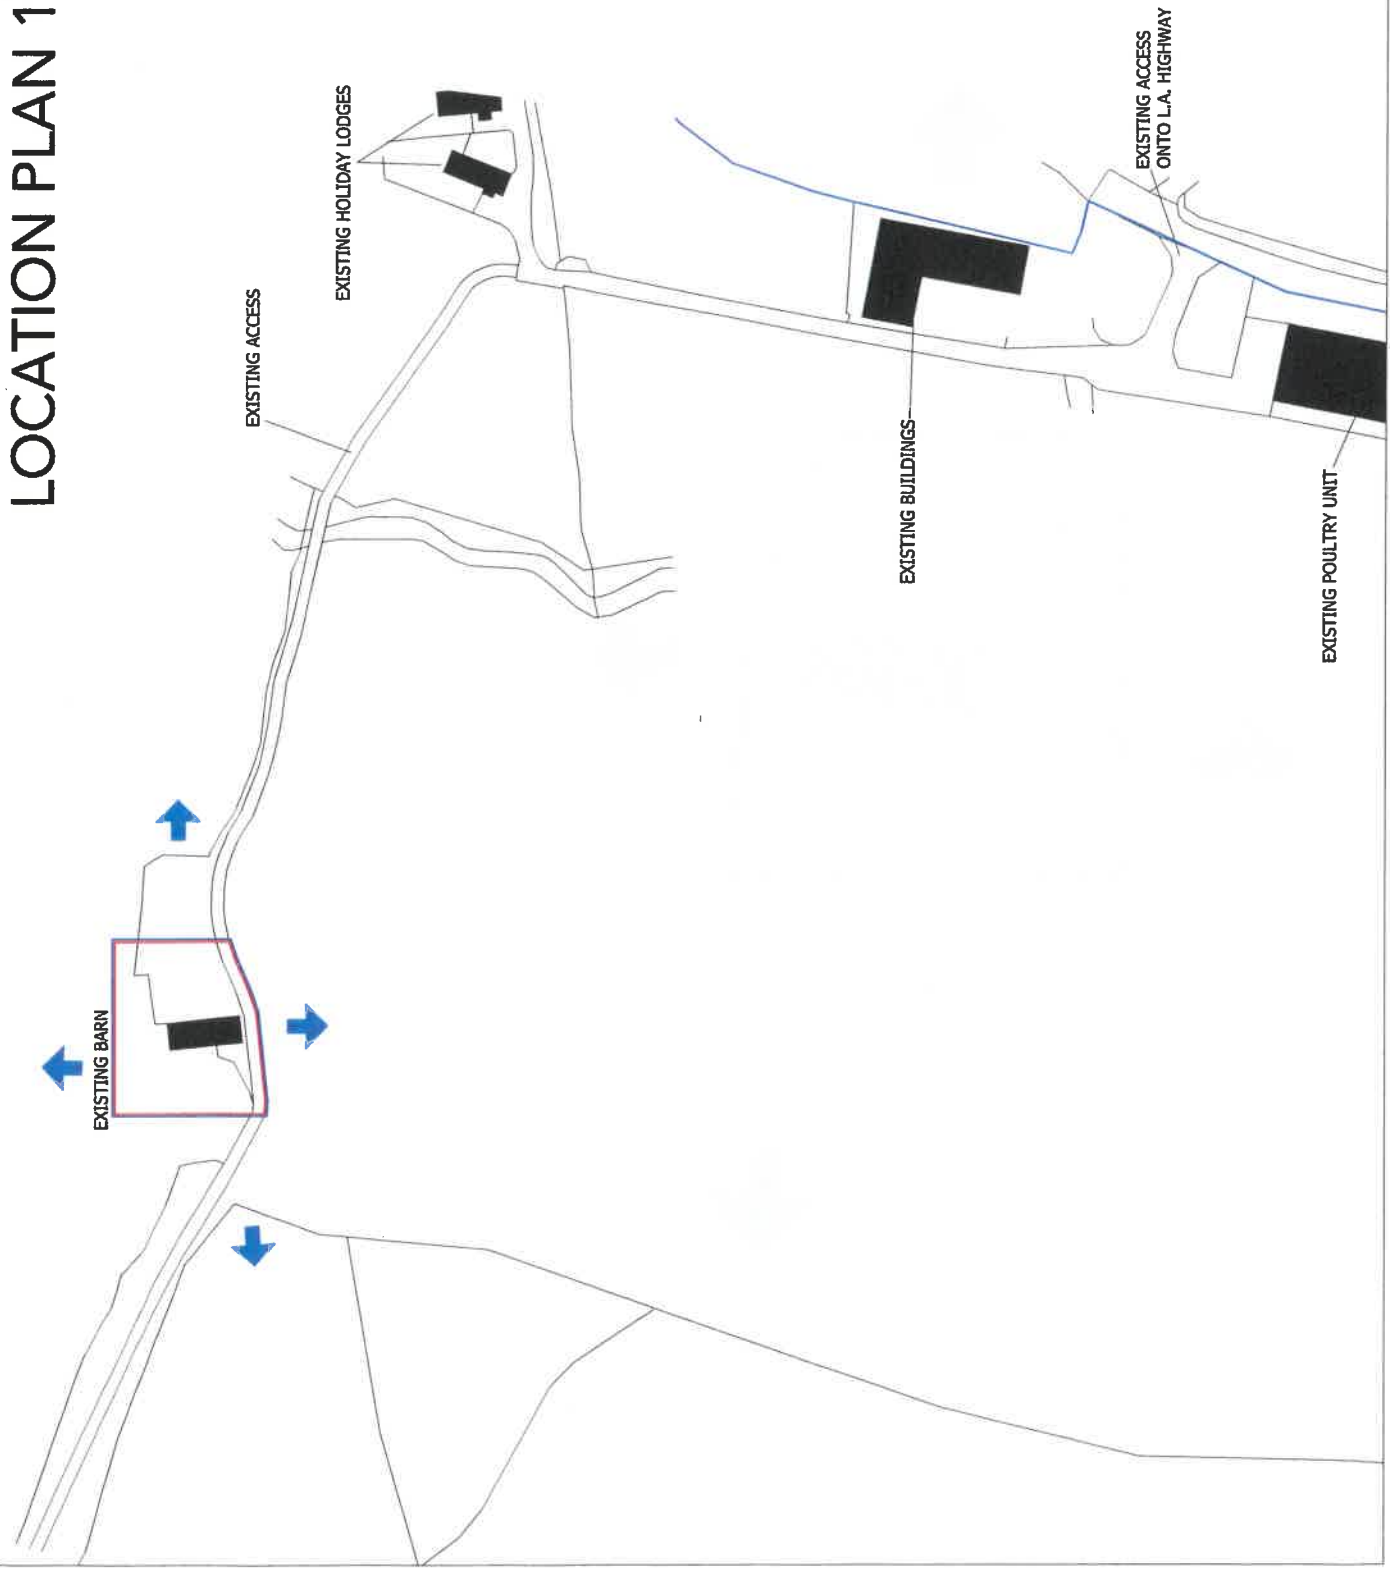 LOCATION PLAN 1
EXISTING HOLIDAY LODGES
EXISTING ACCESS
EXISTING ACCESS
ONTO L.A. HIGHWAY
EXISTING BUILDINGS
EXISTING POULTRY UNIT
EXISTING BARN